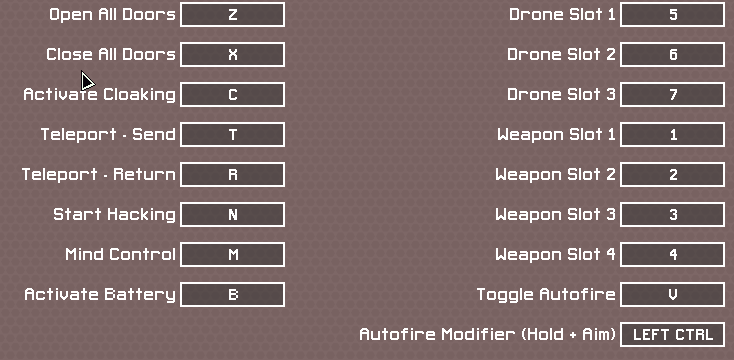 Open All Doors Z
Close All Doors X
Activate Cloaking C
Teleport - Send T
Teleport - Return R
Start Hacking N
Mind Control M
Activate Battery B
Drone Slot 1 5
Drone Slot 2 6
Drone Slot 3 7
Weapon Slot 1 1
Weapon Slot 2 2
Weapon Slot 3 3
Weapon Slot 4 4
Toggle Autofire V
Autofire Modifier (Hold + Aim) LEFT CTRL